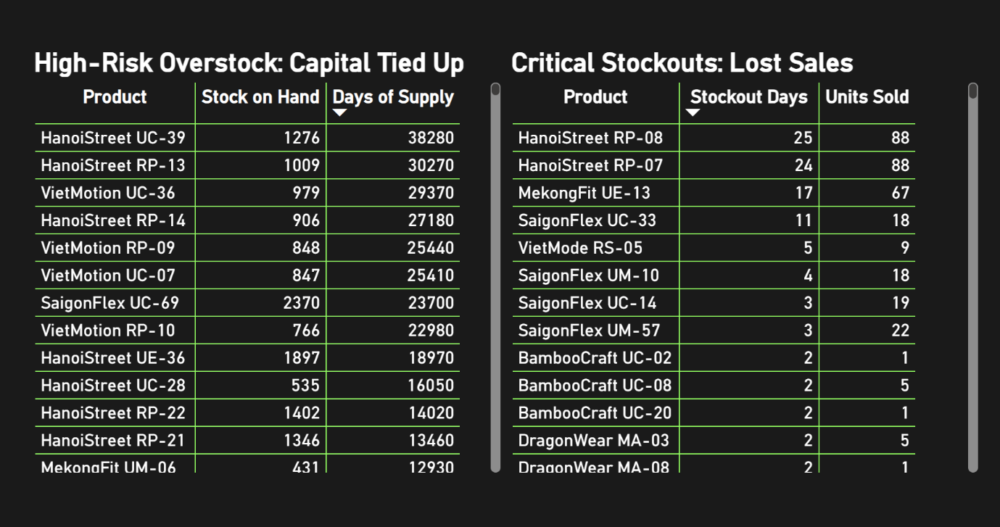 High-Risk Overstock: Capital Tied Up
Product Stock on Hand Days of Supply
HanoiStreet UC-39 1276 38280
HanoiStreet RP-13 1009 30270
VietMotion UC-36 979 29370
HanoiStreet RP-14 906 27180
VietMotion RP-09 848 25440
VietMotion UC-07 847 25410
SaigonFlex UC-69 2370 23700
VietMotion RP-10 766 22980
HanoiStreet UE-36 1897 18970
HanoiStreet UC-28 535 16050
HanoiStreet RP-22 1402 14020
HanoiStreet RP-21 1346 13460
MekongFit UM-06 431 12930
Critical Stockouts: Lost Sales
Product Stockout Days Units Sold
HanoiStreet RP-08 25 88
HanoiStreet RP-07 24 88
MekongFit UE-13 17 67
SaigonFlex UC-33 11 18
VietMode RS-05 5 9
SaigonFlex UM-10 4 18
SaigonFlex UC-14 3 19
SaigonFlex UM-57 3 22
BambooCraft UC-02 2 1
BambooCraft UC-08 2 5
BambooCraft UC-20 2 1
DragonWear MA-03 2 5
DragonWear MA-08 2 1